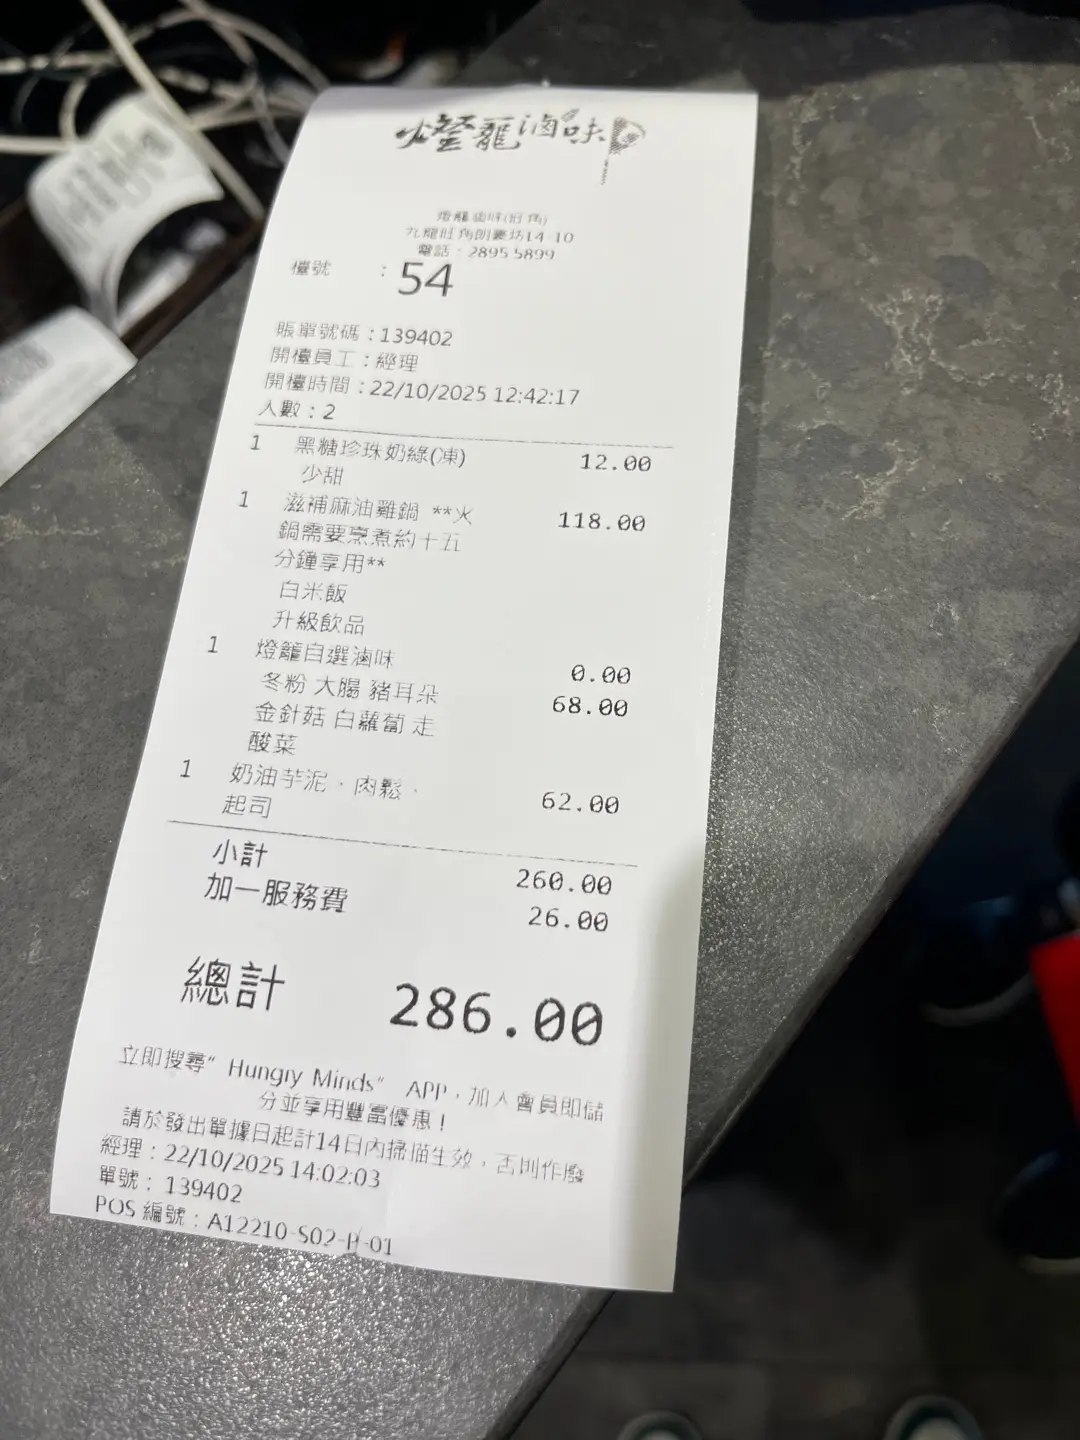 燈籠滷味
燈籠滷味(旺角)
九龍旺角朗豪坊14-10
電話：2895 5899
檯號 ：54
賬單號碼：139402
開檯員工：經理
開檯時間：22/10/2025 12:42:17
人數：2
1 黑糖珍珠奶綠(凍) 12.00
少甜
1 滋補麻油雞鍋 **火 118.00
鍋需要烹煮約十五
分鐘享用**
白米飯
升級飲品
1 燈籠自選滷味 0.00
冬粉 大腸 豬耳朵 68.00
金針菇 白蘿蔔 走
酸菜
1 奶油芋泥、肉鬆、 62.00
起司
小計 260.00
加一服務費 26.00
總計 286.00
立即搜尋"Hungry Minds" APP，加入會員即儲
分並享用豐富優惠！
請於發出單據日起計14日內掃描生效，否則作廢
經理：22/10/2025 14:02:03
單號：139402
POS 編號：A12210-S02-P-01